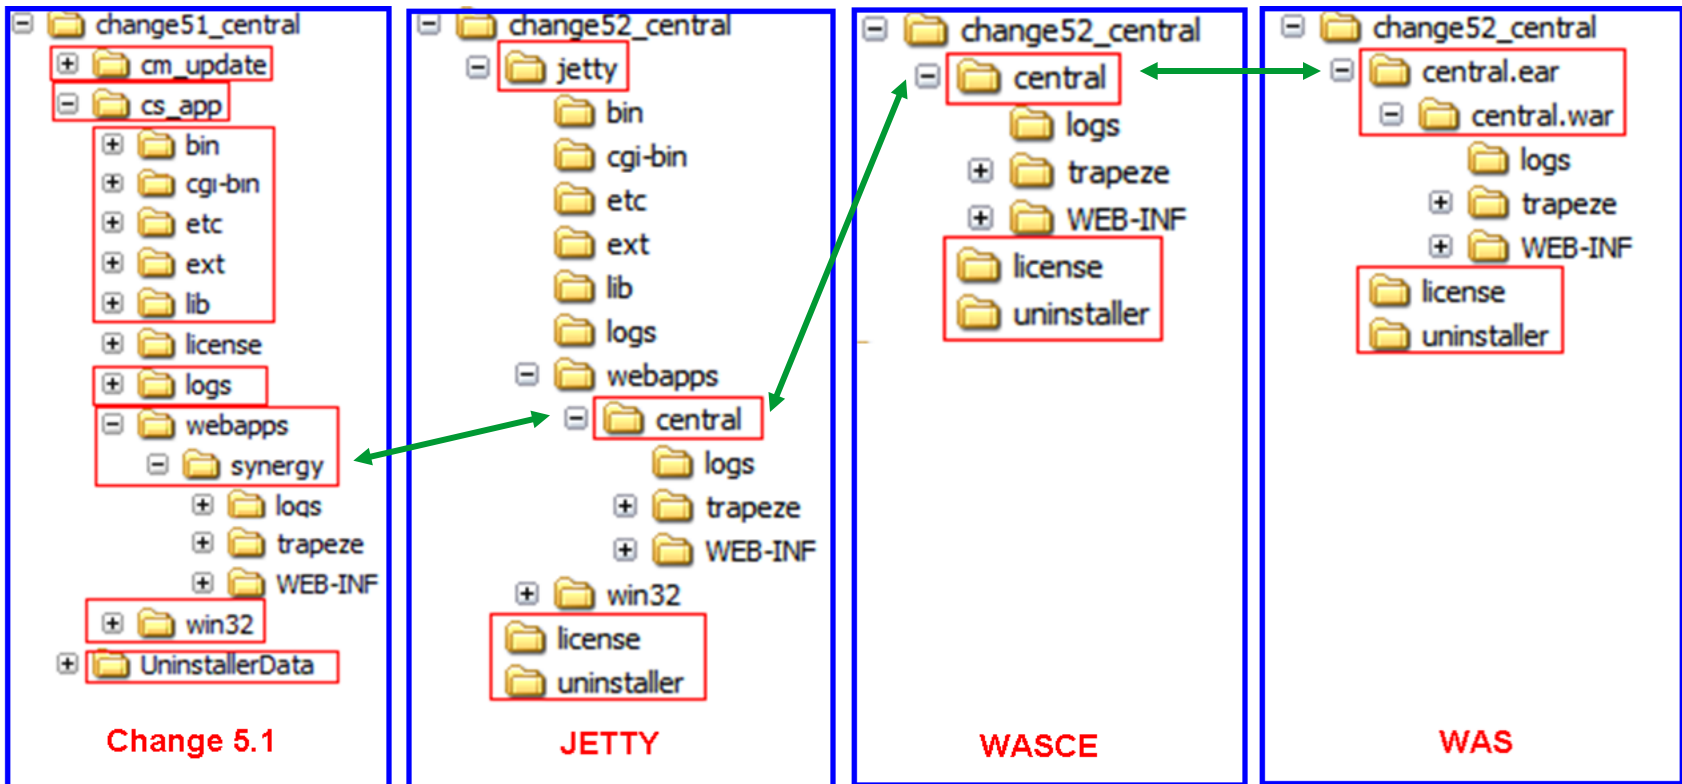 change51_central
cm_update
cs_app
bin
cgi-bin
etc
ext
lib
license
logs
webapps
synergy
logs
trapeze
WEB-INF
win32
UninstallerData
Change 5.1
change52_central
jetty
bin
cgi-bin
etc
ext
lib
logs
webapps
central
logs
trapeze
WEB-INF
win32
license
uninstaller
JETTY
change52_central
central
logs
trapeze
WEB-INF
license
uninstaller
WASCE
change52_central
central.ear
central.war
logs
trapeze
WEB-INF
license
uninstaller
WAS